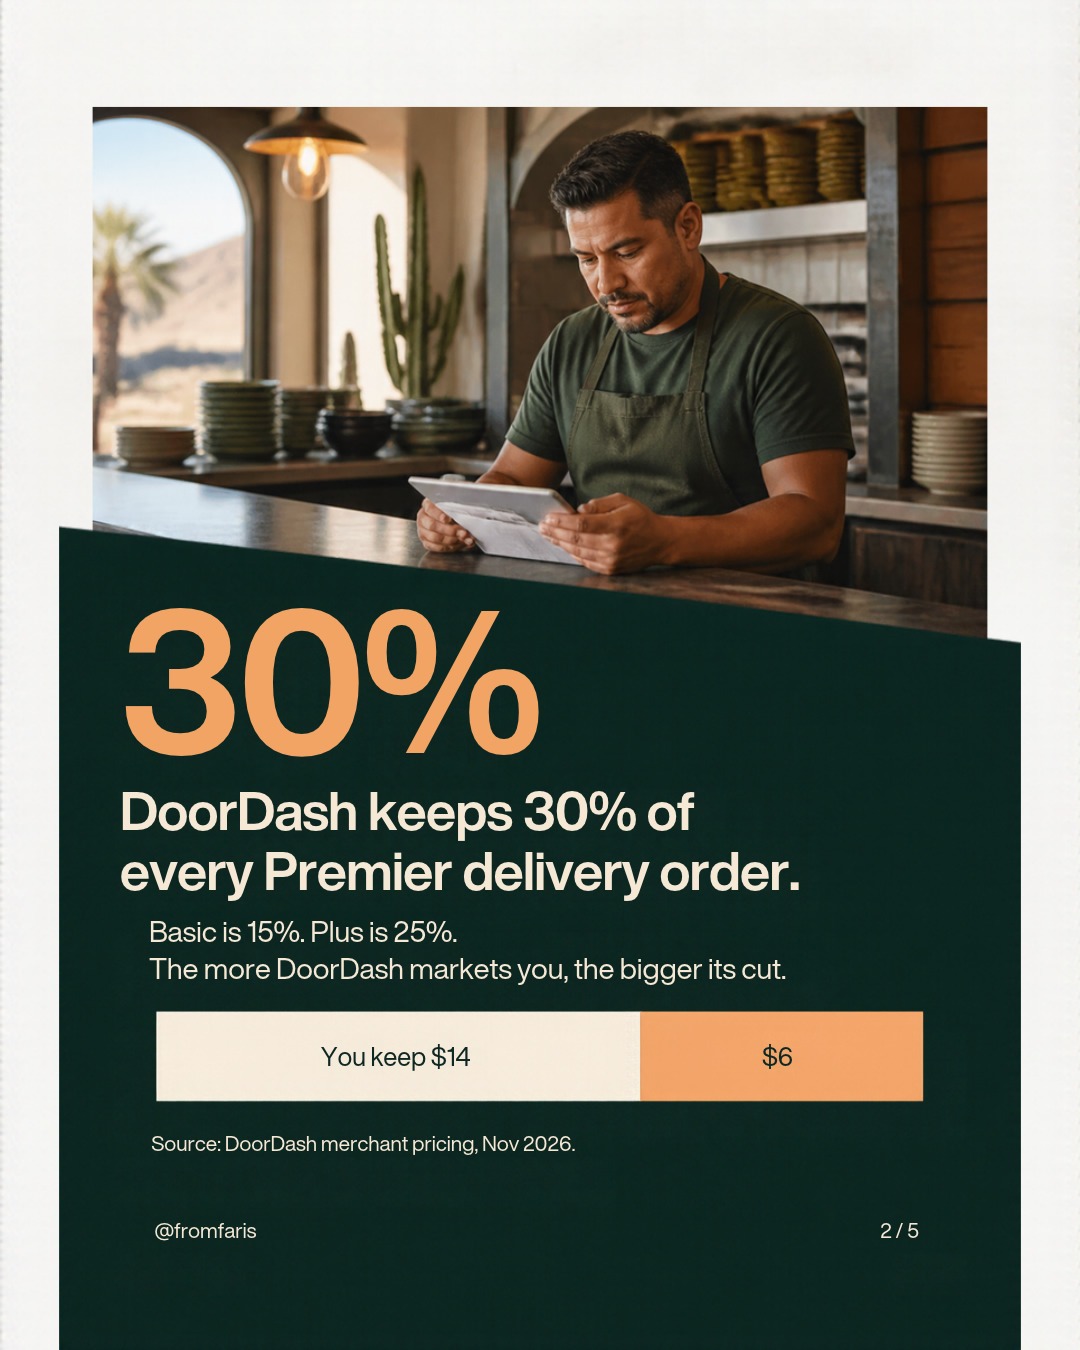 30%
DoorDash keeps 30% of
every Premier delivery order.
Basic is 15%. Plus is 25%.
The more DoorDash markets you, the bigger its cut.
You keep $14
$6
Source: DoorDash merchant pricing, Nov 2026.
@fromfaris
2 / 5